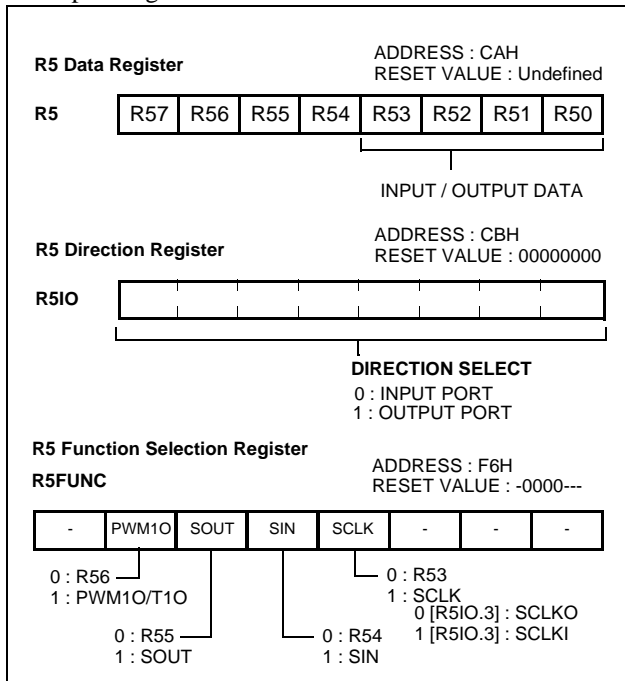 R5 Data Register
ADDRESS : CAH
RESET VALUE : Undefined
R5 R57 R56 R55 R54 R53 R52 R51 R50
INPUT / OUTPUT DATA
R5 Direction Register
ADDRESS : CBH
RESET VALUE : 00000000
R5IO
DIRECTION SELECT
0 : INPUT PORT
1 : OUTPUT PORT
R5 Function Selection Register
R5FUNC
ADDRESS : F6H
RESET VALUE : -0000---
- PWM1O SOUT SIN SCLK - - -
0 : R56
1 : PWM1O/T1O
0 : R53
1 : SCLK
0 [R5IO.3] : SCLKO
1 [R5IO.3] : SCLKI
0 : R55
1 : SOUT
0 : R54
1 : SIN